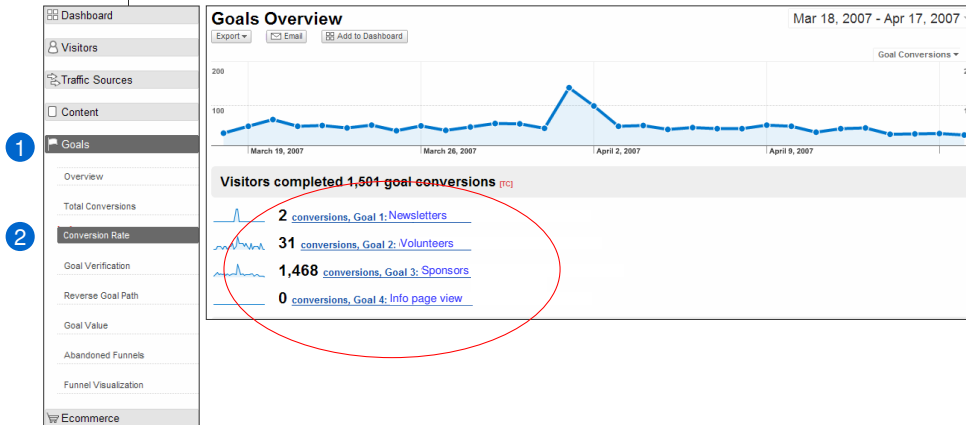 Dashboard
Visitors
Traffic Sources
Content
1
Goals
Overview
Total Conversions
2
Conversion Rate
Goal Verification
Reverse Goal Path
Goal Value
Abandoned Funnels
Funnel Visualization
Ecommerce
Goals Overview
Mar 18, 2007 - Apr 17, 2007
Export Email Add to Dashboard
Goal Conversions
200
100
March 19, 2007 March 26, 2007 April 2, 2007 April 9, 2007
Visitors completed 1,501 goal conversions [TC]
2 conversions, Goal 1: Newsletters
31 conversions, Goal 2: Volunteers
1,468 conversions, Goal 3: Sponsors
0 conversions, Goal 4: Info page view